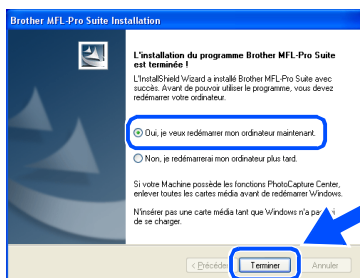 Brother MFL-Pro Suite Installation
L'installation du programme Brother MFL-Pro Suite
est terminée !
L'InstallShield Wizard a installé Brother MFL-Pro Suite avec
succès. Avant de pouvoir utiliser le programme, vous devez
redémarrer votre ordinateur.
Oui, je veux redémarrer mon ordinateur maintenant.
Non, je redémarrerai mon ordinateur plus tard.
Si votre Machine possède les fonctions PhotoCapture Center,
enlever toutes les cartes média avant de redémarrer Windows.
N'insérer pas une carte média tant que Windows n'a
de se charger.
< Précéden
Terminer
Annuler